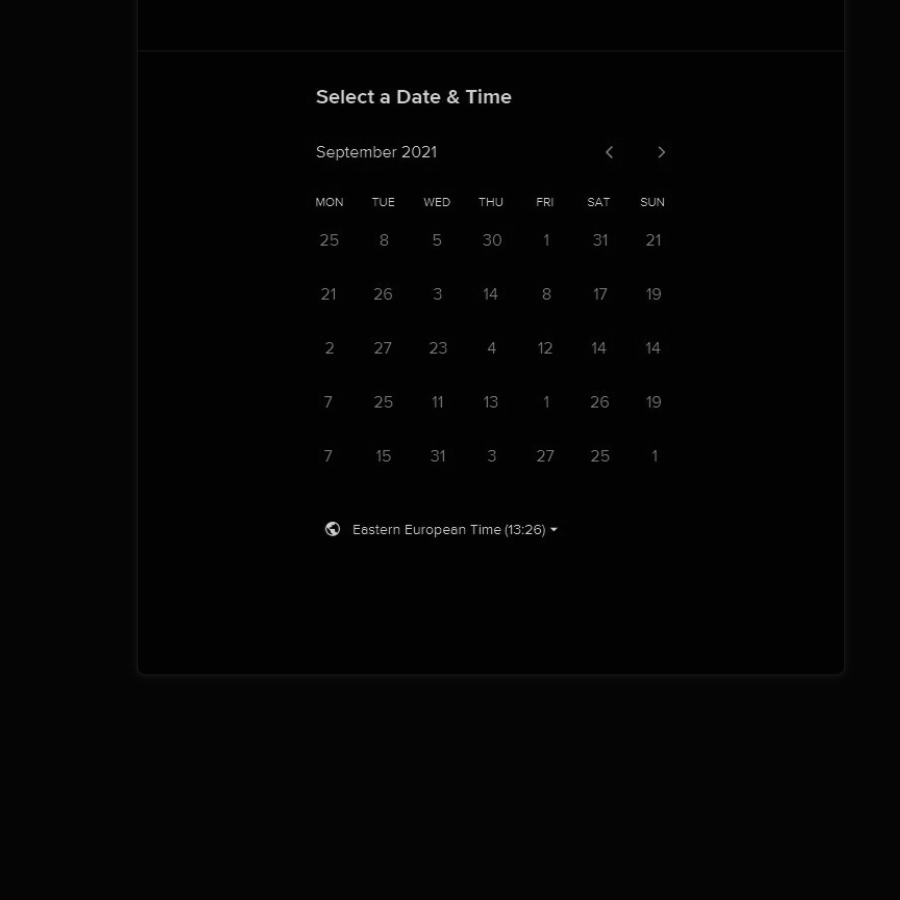 Select a Date & Time
September 2021
MON TUE WED THU FRI SAT SUN
25 8 5 30 1 31 21
21 26 3 14 8 17 19
2 27 23 4 12 14 14
7 25 11 13 1 26 19
7 15 31 3 27 25 1
Eastern European Time (13:26)